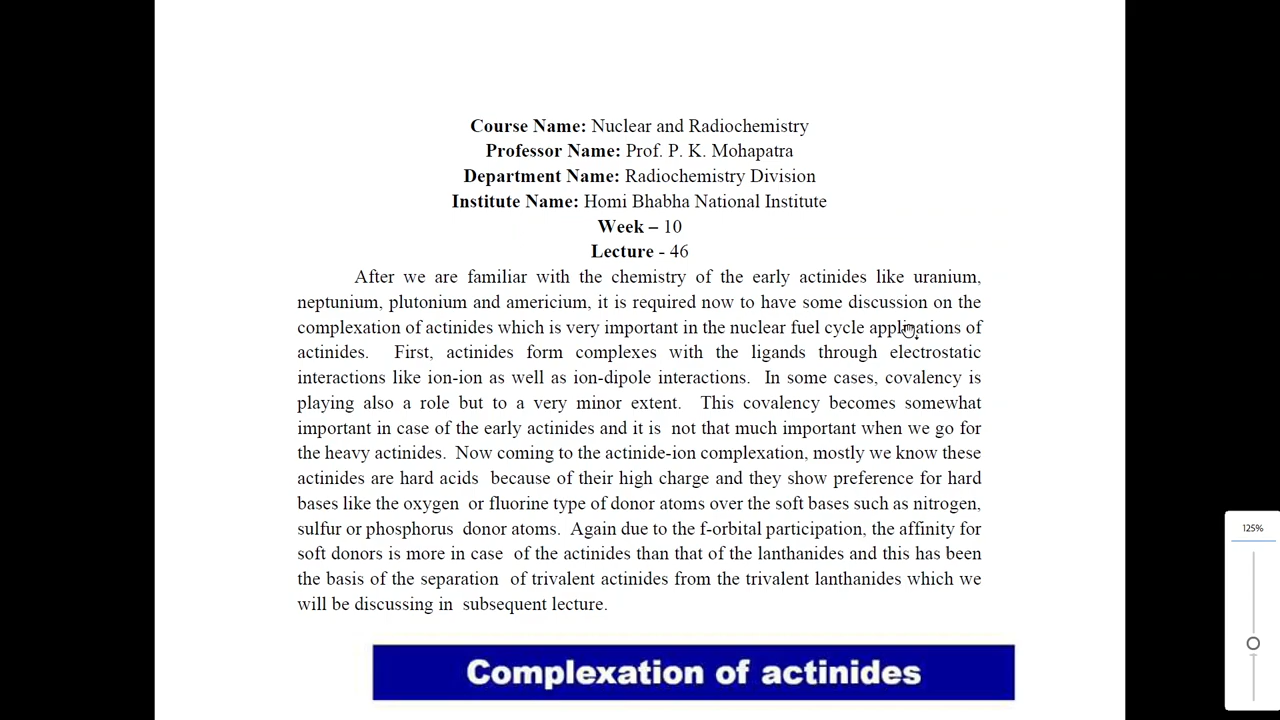 Course Name: Nuclear and Radiochemistry
Professor Name: Prof. P. K. Mohapatra
Department Name: Radiochemistry Division
Institute Name: Homi Bhabha National Institute
Week – 10
Lecture - 46
After we are familiar with the chemistry of the early actinides like uranium,
neptunium, plutonium and americium, it is required now to have some discussion on the
complexation of actinides which is very important in the nuclear fuel cycle applications of
actinides. First, actinides form complexes with the ligands through electrostatic
interactions like ion-ion as well as ion-dipole interactions. In some cases, covalency is
playing also a role but to a very minor extent. This covalency becomes somewhat
important in case of the early actinides and it is not that much important when we go for
the heavy actinides. Now coming to the actinide-ion complexation, mostly we know these
actinides are hard acids because of their high charge and they show preference for hard
bases like the oxygen or fluorine type of donor atoms over the soft bases such as nitrogen,
sulfur or phosphorus donor atoms. Again due to the f-orbital participation, the affinity for
soft donors is more in case of the actinides than that of the lanthanides and this has been
the basis of the separation of trivalent actinides from the trivalent lanthanides which we
will be discussing in subsequent lecture.
Complexation of actinides
125%